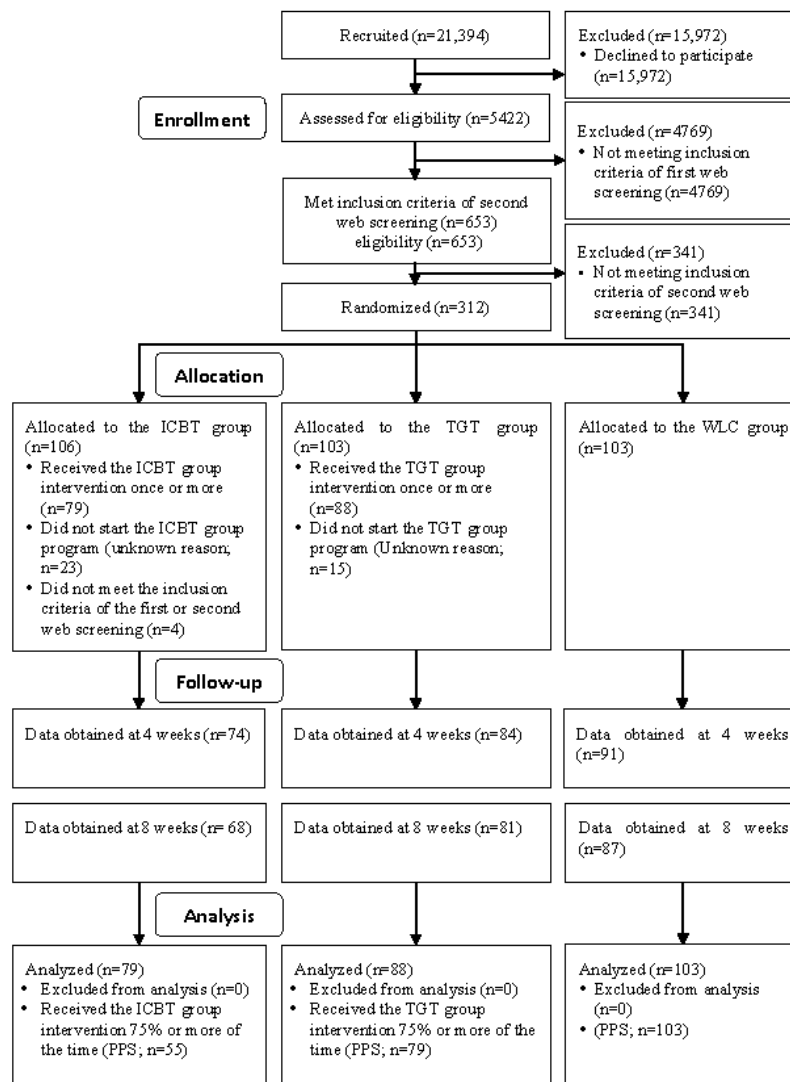 Recruited (n=21,394)
Excluded (n=15,972)
• Declined to participate
(n=15,972)
Enrollment
Assessed for eligibility (n=5422)
Excluded (n=4769)
• Not meeting inclusion
criteria of first web
screening (n=4769)
Met inclusion criteria of second
web screening (n=653)
eligibility (n=653)
Excluded (n=341)
• Not meeting inclusion
criteria of second web
screening (n=341)
Randomized (n=312)
Allocation
Allocated to the ICBT group
(n=106)
• Received the ICBT group
intervention once or more
(n=79)
• Did not start the ICBT group
program (unknown reason;
n=23)
• Did not meet the inclusion
criteria of the first or second
web screening (n=4)
Allocated to the TGT group
(n=103)
• Received the TGT group
intervention once or more
(n=88)
• Did not start the TGT group
program (Unknown reason;
n=15)
Allocated to the WLC group
(n=103)
Follow-up
Data obtained at 4 weeks (n=74)
Data obtained at 4 weeks (n=84)
Data obtained at 4 weeks
(n=91)
Data obtained at 8 weeks (n= 68)
Data obtained at 8 weeks (n=81)
Data obtained at 8 weeks
(n=87)
Analysis
Analyzed (n=79)
• Excluded from analysis (n=0)
• Received the ICBT group
intervention 75% or more of
the time (PPS; n=55)
Analyzed (n=88)
• Excluded from analysis (n=0)
• Received the TGT group
intervention 75% or more of the
time (PPS; n=79)
Analyzed (n=103)
• Excluded from analysis
(n=0)
• (PPS; n=103)